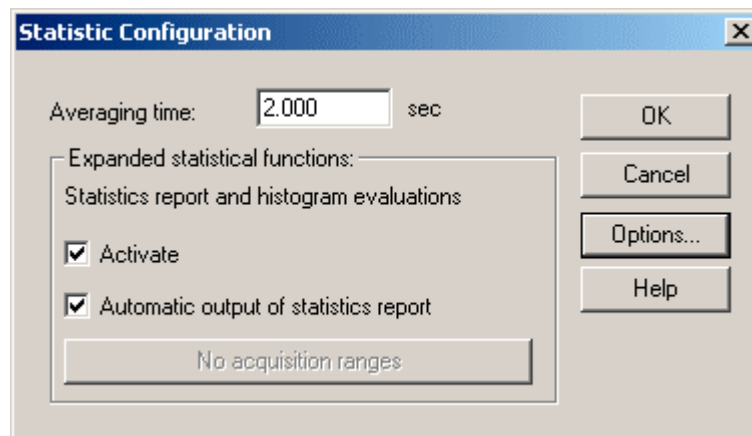 Statistic Configuration
Averaging time: 2.000 sec
OK
Expanded statistical functions:
Cancel
Statistics report and histogram evaluations
Options...
Activate
Help
Automatic output of statistics report
No acquisition ranges